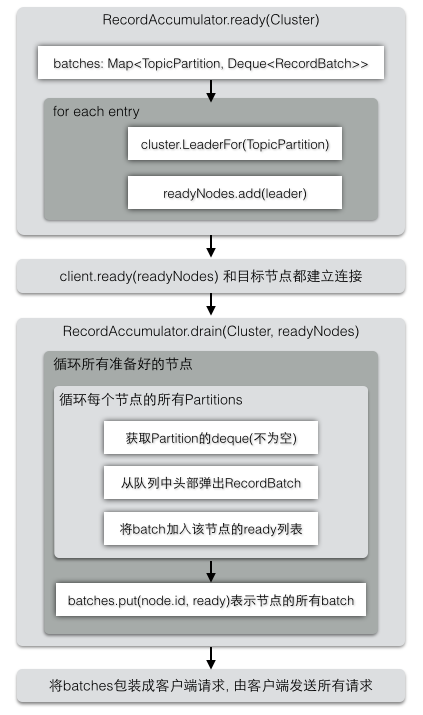 RecordAccumulator.ready(Cluster)
batches: Map<TopicPartition, Deque<RecordBatch>>
for each entry
cluster.LeaderFor(TopicPartition)
readyNodes.add(leader)
client.ready(readyNodes) 和目标节点都建立连接
RecordAccumulator.drain(Cluster, readyNodes)
循环所有准备好的节点
循环每个节点的所有Partitions
获取Partition的deque(不为空)
从队列中头部弹出RecordBatch
将batch加入该节点的ready列表
batches.put(node.id, ready)表示节点的所有batch
将batches包装成客户端请求, 由客户端发送所有请求